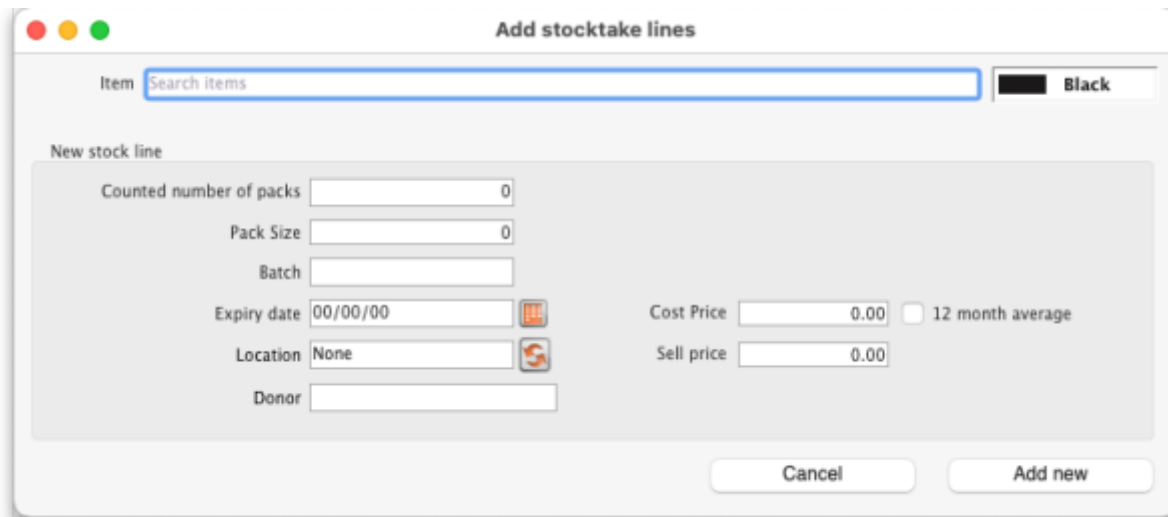 Add stocktake lines
Item Search items Black
New stock line
Counted number of packs 0
Pack Size 0
Batch
Expiry date 00/00/00 Cost Price 0.00 12 month average
Location None Sell price 0.00
Donor
Cancel Add new